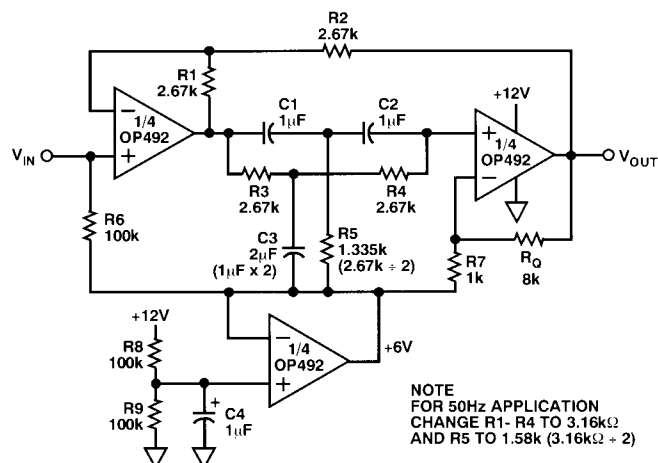 R2
2.67k
R1
2.67k
C1
1µF
C2
1µF
+12V
−
1/4
OP492
+
+
1/4
OP492
−
VIN
VOUT
R3
2.67k
R4
2.67k
R6
100k
C3
2µF
(1µF x 2)
R5
1.335k
(2.67k ÷ 2)
R7
1k
RQ
8k
+12V
R8
100k
−
1/4
OP492
+
+6V
R9
100k
+
C4
1µF
NOTE
FOR 50Hz APPLICATION
CHANGE R1- R4 TO 3.16kΩ
AND R5 TO 1.58k (3.16kΩ ÷ 2)